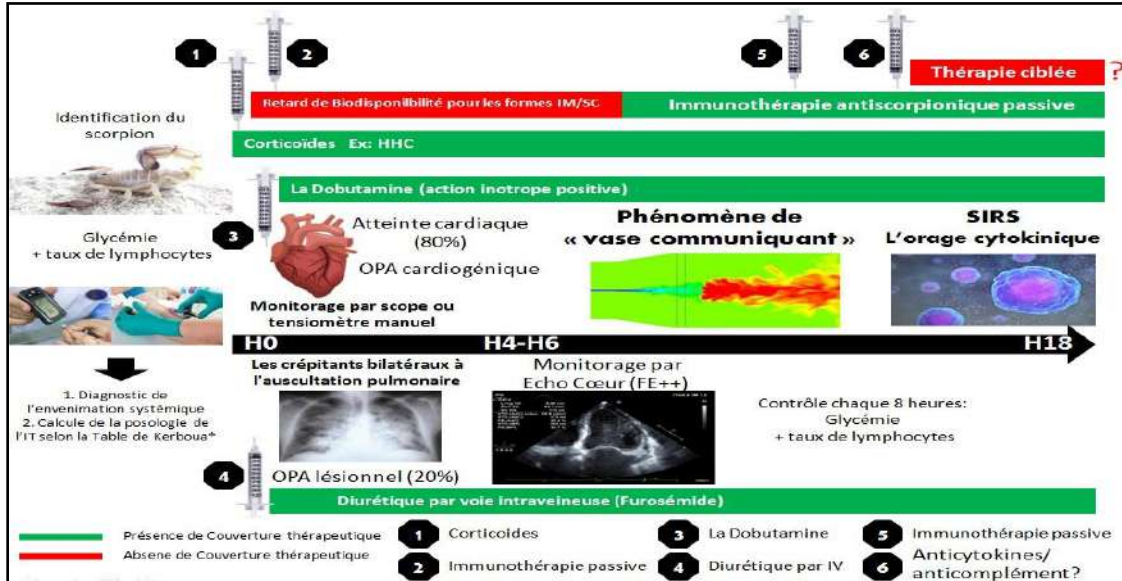 1
2
5
6
Thérapie ciblée ?
Retard de Biodisponilbilité pour les formes IM/SC
Immunothérapie antiscorpionique passive
Identification du
scorpion
Corticoïdes Ex: HHC
La Dobutamine (action inotrope positive)
3
Glycémie
+ taux de lymphocytes
Atteinte cardiaque
(80%)
OPA cardiogénique
Phénomène de
« vase communiquant »
SIRS
L'orage cytokinique
Monitorage par scope ou
tensiomètre manuel
H0
H4-H6
H18
Les crépitants bilatéraux à
l'auscultation pulmonaire
Monitorage par
Echo Cœur (FE++)
1. Diagnostic de
l'envenimation systémique
2. Calcule de la posologie de
l'IT selon la Table de Kerboua*
Contrôle chaque 8 heures:
Glycémie
+ taux de lymphocytes
4
OPA lésionnel (20%)
Diurétique par voie intraveineuse (Furosémide)
Présence de Couverture thérapeutique
Absene de Couverture thérapeutique
1 Corticoides
2 Immunothérapie passive
3 La Dobutamine
4 Diurétique par IV
5 Immunothérapie passive
6 Anticytokines/
anticomplément?